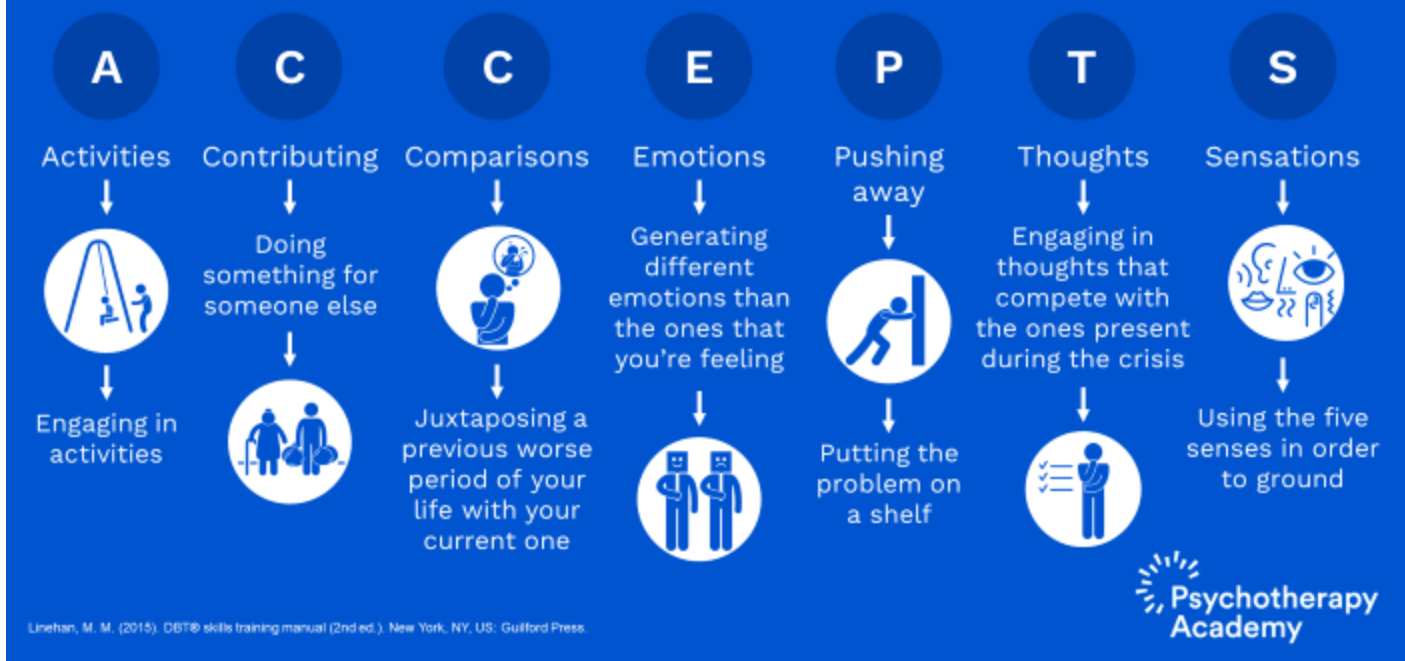 A
Activities
Engaging in
activities
C
Contributing
Doing
something for
someone else
C
Comparisons
Juxtaposing a
previous worse
period of your
life with your
current one
E
Emotions
Generating
different
emotions than
the ones that
you're feeling
P
Pushing
away
Putting the
problem on
a shelf
T
Thoughts
Engaging in
thoughts that
compete with
the ones present
during the crisis
S
Sensations
Using the five
senses in order
to ground
Linehan, M. M. (2015). DBT® skills training manual (2nd ed.). New York, NY, US: Guilford Press.
Psychotherapy
Academy